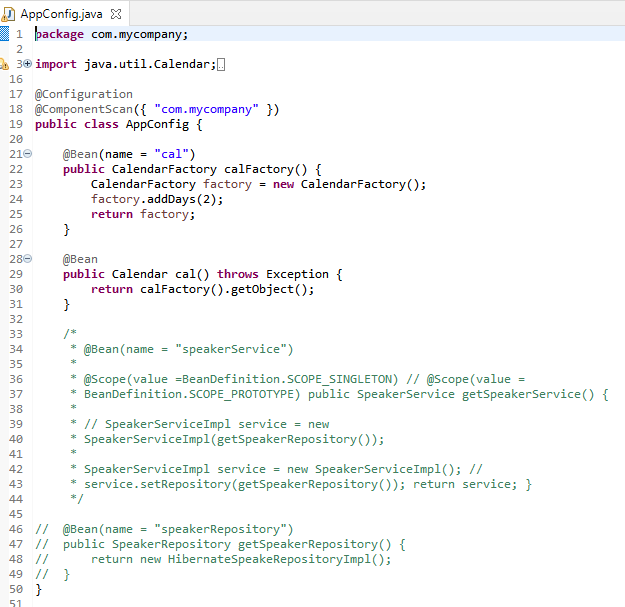 AppConfig.java
1 package com.mycompany;
2
3 import java.util.Calendar;
16
17 @Configuration
18 @ComponentScan({ "com.mycompany" })
19 public class AppConfig {
20
21     @Bean(name = "cal")
22     public CalendarFactory calFactory() {
23         CalendarFactory factory = new CalendarFactory();
24         factory.addDays(2);
25         return factory;
26     }
27
28     @Bean
29     public Calendar cal() throws Exception {
30         return calFactory().getObject();
31     }
32
33     /*
34      * @Bean(name = "speakerService")
35      *
36      * @Scope(value =BeanDefinition.SCOPE_SINGLETON) // @Scope(value =
37      * BeanDefinition.SCOPE_PROTOTYPE) public SpeakerService getSpeakerService() {
38      *
39      * // SpeakerServiceImpl service = new
40      * SpeakerServiceImpl(getSpeakerRepository());
41      *
42      * SpeakerServiceImpl service = new SpeakerServiceImpl(); //
43      * service.setRepository(getSpeakerRepository()); return service; }
44      */
45
46 //  @Bean(name = "speakerRepository")
47 //  public SpeakerRepository getSpeakerRepository() {
48 //      return new HibernateSpeakeRepositoryImpl();
49 //  }
50 }
51